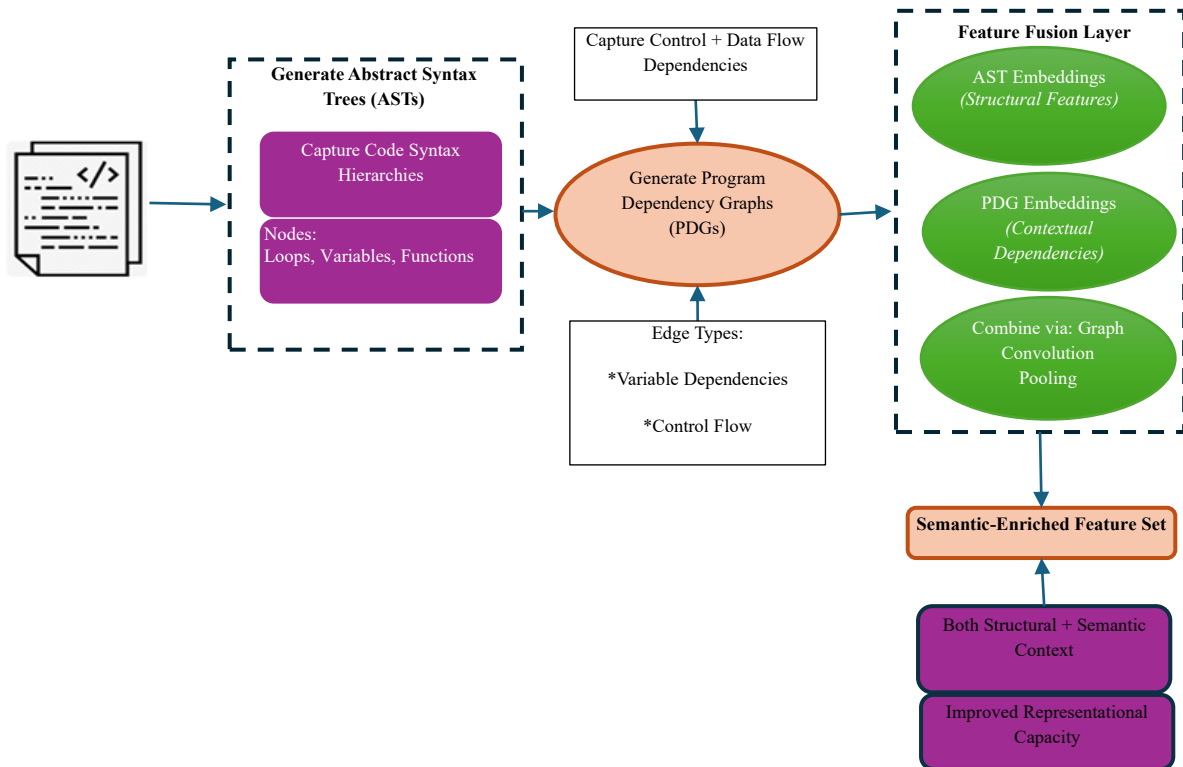 Generate Abstract Syntax
Trees (ASTs)
Capture Code Syntax
Hierarchies
Nodes:
Loops, Variables, Functions
Capture Control + Data Flow
Dependencies
Generate Program
Dependency Graphs
(PDGs)
Edge Types:
*Variable Dependencies
*Control Flow
Feature Fusion Layer
AST Embeddings
(Structural Features)
PDG Embeddings
(Contextual
Dependencies)
Combine via: Graph
Convolution
Pooling
Semantic-Enriched Feature Set
Both Structural + Semantic
Context
Improved Representational
Capacity